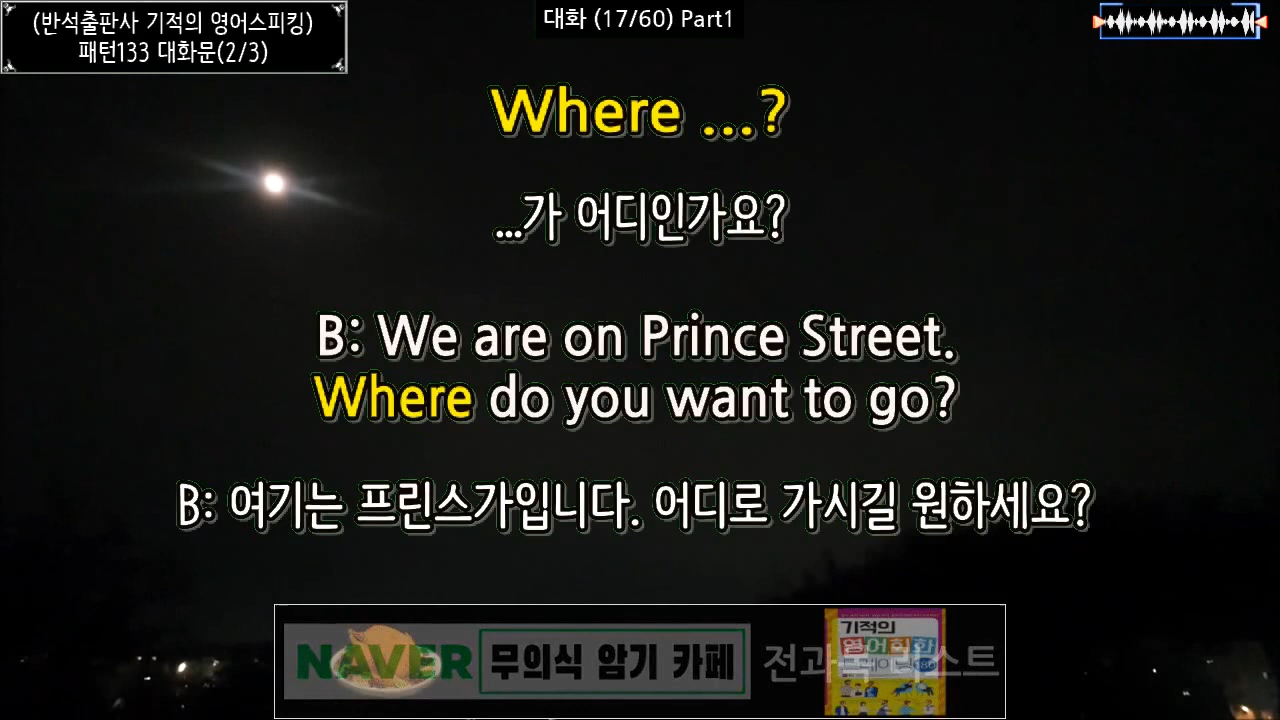 (반석출판사 기적의 영어스피킹)
패턴133 대화문(2/3)
대화 (17/60) Part1
Where ...?
...가 어디인가요?
B: We are on Prince Street.
Where do you want to go?
B: 여기는 프린스가입니다. 어디로 가시길 원하세요?
NAVER 무의식 암기 카페
기적의
영어회화